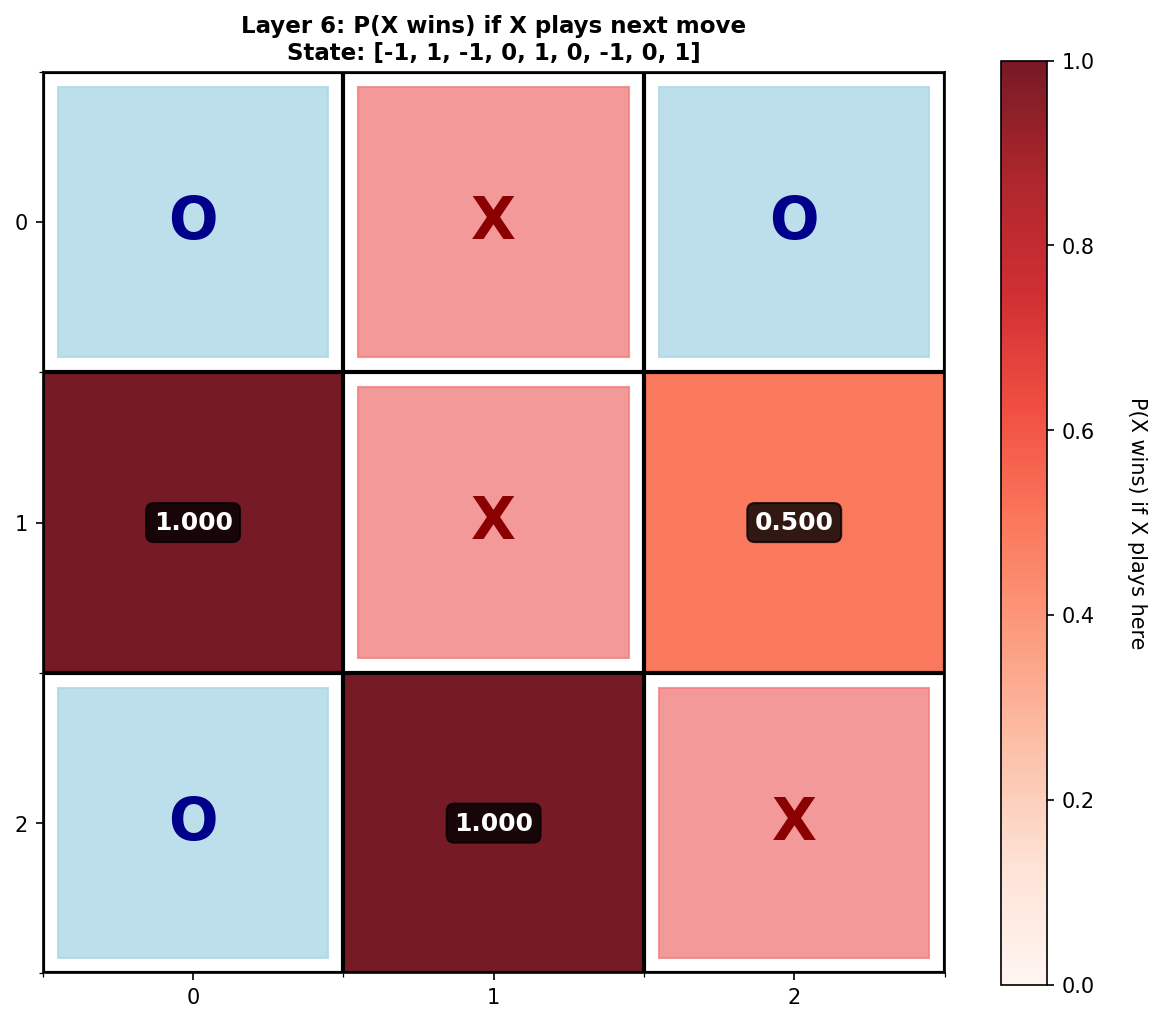 Layer 6: P(X wins) if X plays next move
State: [-1, 1, -1, 0, 1, 0, -1, 0, 1]
0
O
X
O
1
1.000
X
0.500
2
O
1.000
X
0
1
2
1.0
0.8
0.6
0.4
0.2
0.0
P(X wins) if X plays here